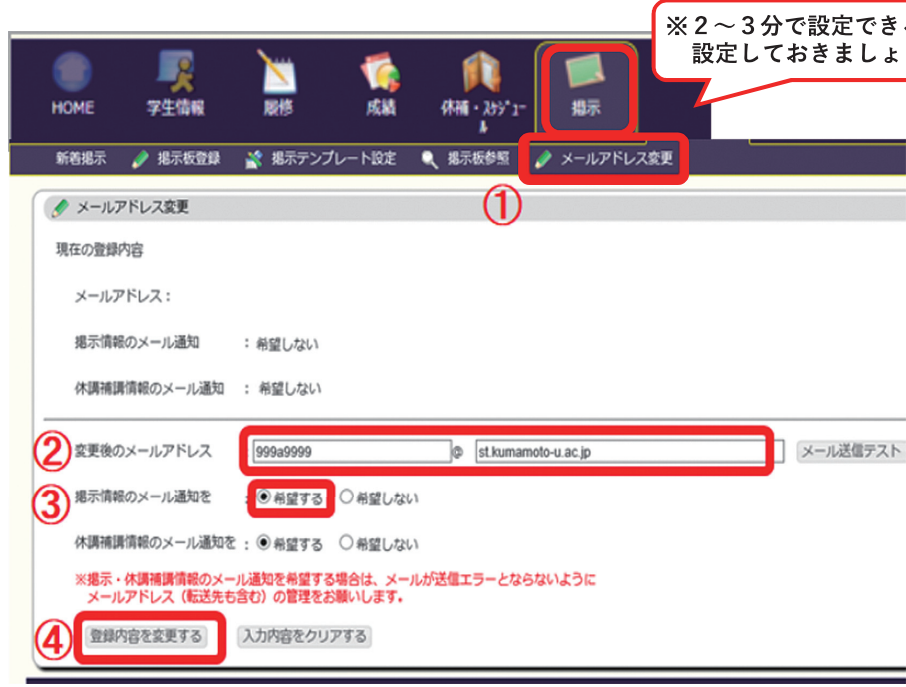 ※２～３分で設定でき
設定しておきましょ
HOME 学生情報 履修 成績 休補・ｽｹｼﾞｭｰﾙ 掲示
新着掲示 掲示板登録 掲示テンプレート設定 掲示板参照 メールアドレス変更
①
メールアドレス変更
現在の登録内容
メールアドレス：
掲示情報のメール通知 ：希望しない
休講補講情報のメール通知 ：希望しない
② 変更後のメールアドレス 999a9999 @ st.kumamoto-u.ac.jp メール送信テスト
③ 掲示情報のメール通知を ：希望する 希望しない
休講補講情報のメール通知を：希望する 希望しない
※掲示・休講補講情報のメール通知を希望する場合は、メールが送信エラーとならないように
メールアドレス（転送先も含む）の管理をお願いします。
④ 登録内容を変更する 入力内容をクリアする